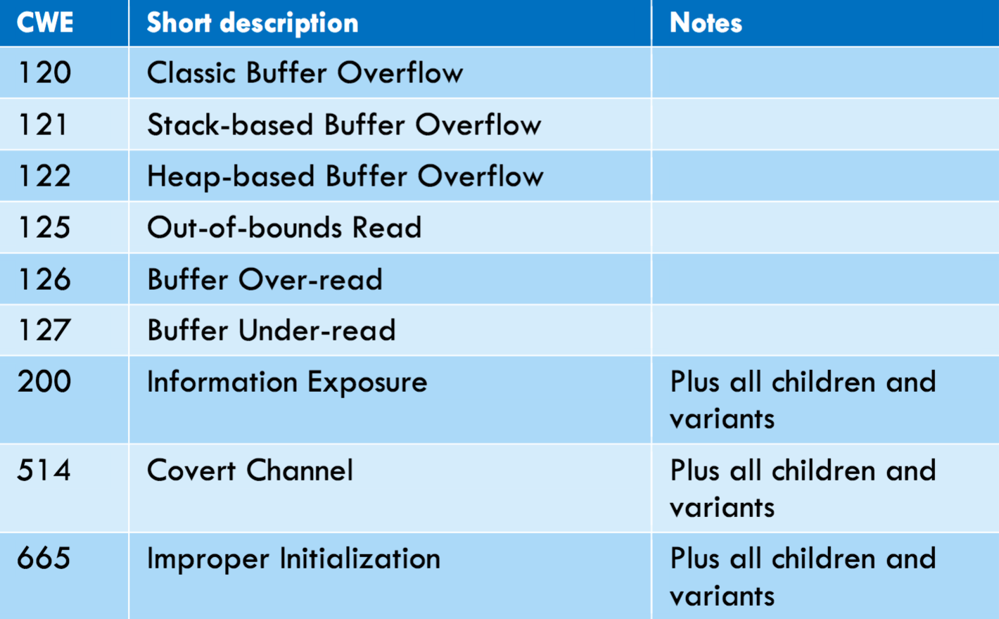 CWE Short description Notes
120 Classic Buffer Overflow
121 Stack-based Buffer Overflow
122 Heap-based Buffer Overflow
125 Out-of-bounds Read
126 Buffer Over-read
127 Buffer Under-read
200 Information Exposure Plus all children and
variants
514 Covert Channel Plus all children and
variants
665 Improper Initialization Plus all children and
variants